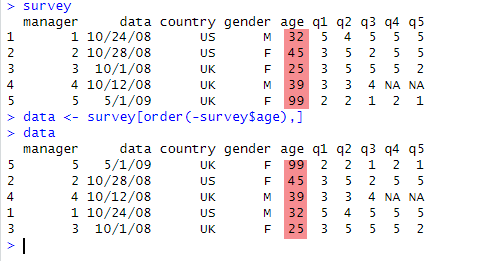 > survey
manager data country gender age q1 q2 q3 q4 q5
1 1 10/24/08 US M 32 5 4 5 5 5
2 2 10/28/08 US F 45 3 5 2 5 5
3 3 10/1/08 UK F 25 3 5 5 5 2
4 4 10/12/08 UK M 39 3 3 4 NA NA
5 5 5/1/09 UK F 99 2 2 1 2 1
> data <- survey[order(-survey$age),]
> data
manager data country gender age q1 q2 q3 q4 q5
5 5 5/1/09 UK F 99 2 2 1 2 1
2 2 10/28/08 US F 45 3 5 2 5 5
4 4 10/12/08 UK M 39 3 3 4 NA NA
1 1 10/24/08 US M 32 5 4 5 5 5
3 3 10/1/08 UK F 25 3 5 5 5 2
>